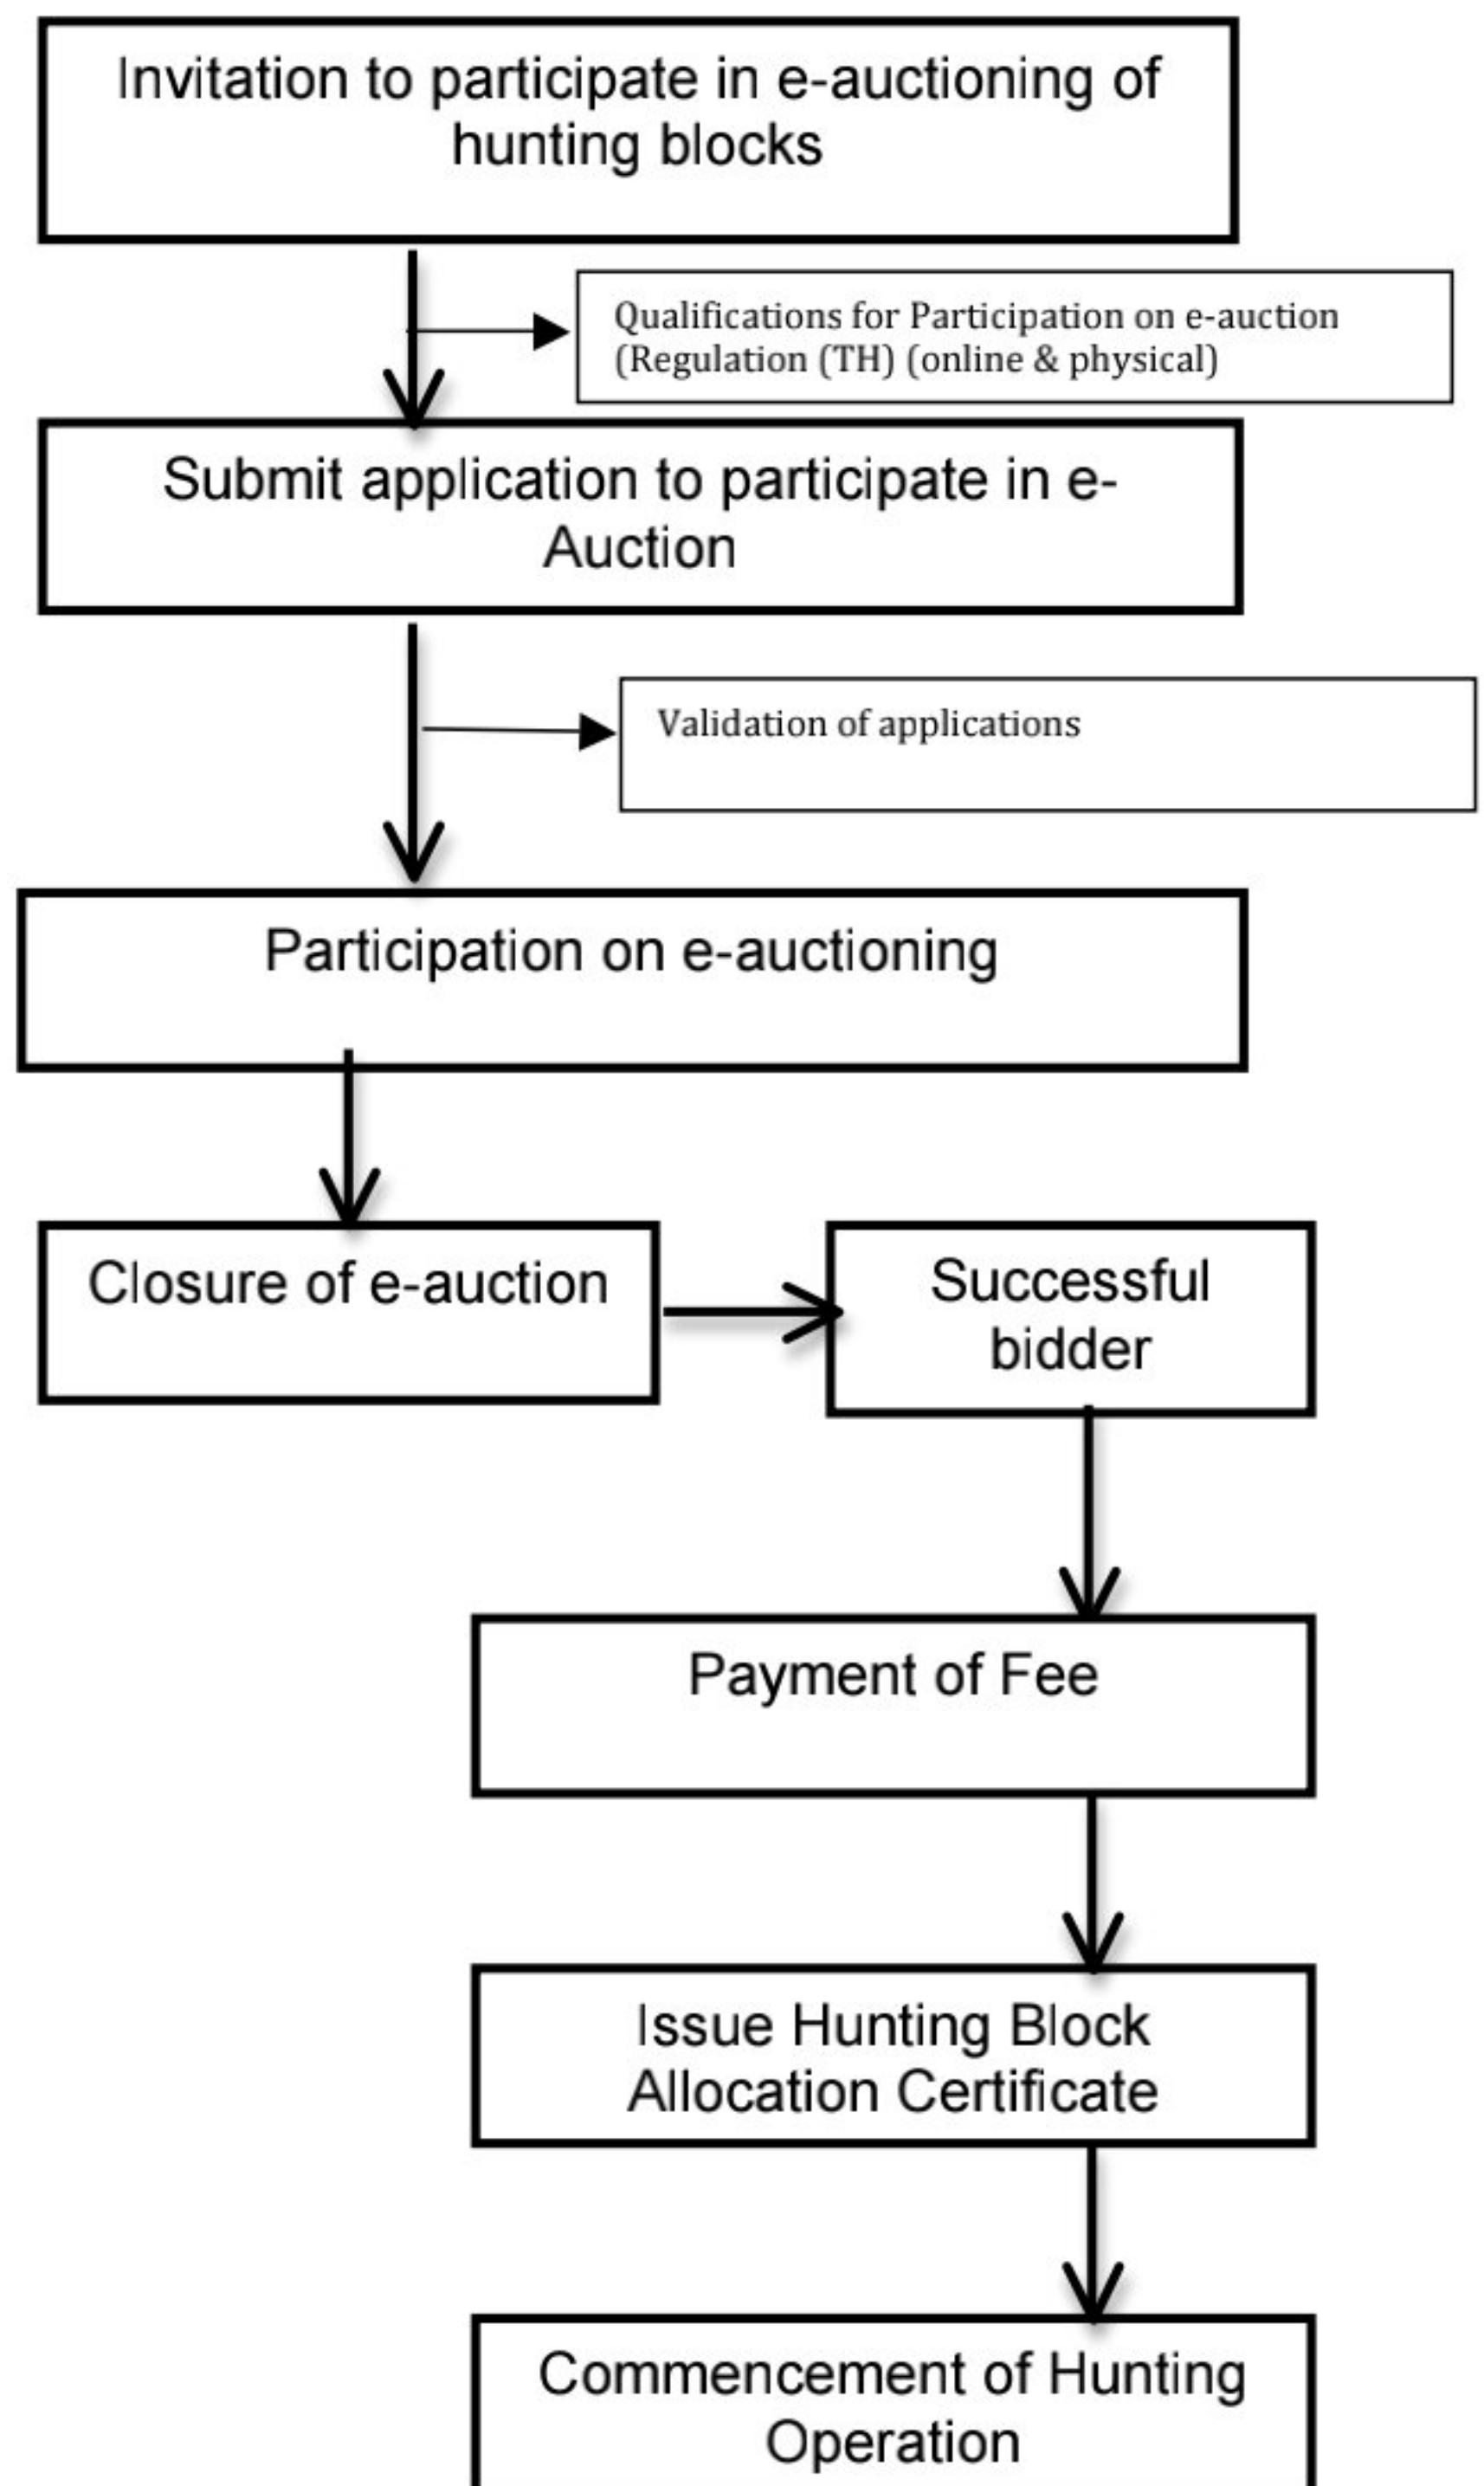 Invitation to participate in e-auctioning of
hunting blocks
Qualifications for Participation on e-auction
(Regulation (TH) (online & physical)
Submit application to participate in e-
Auction
Validation of applications
Participation on e-auctioning
Closure of e-auction
Successful
bidder
Payment of Fee
Issue Hunting Block
Allocation Certificate
Commencement of Hunting
Operation